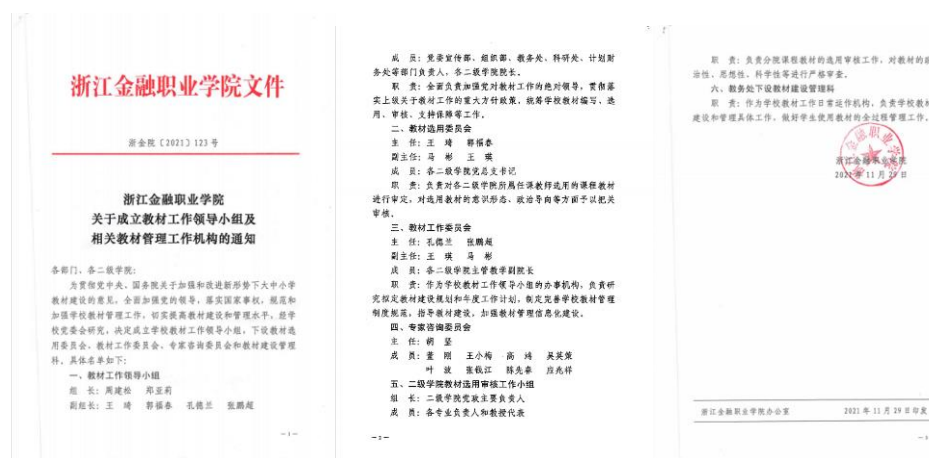 浙江金融职业学院文件
浙金院〔2021〕123 号
浙江金融职业学院
关于成立教材工作领导小组及
相关教材管理工作机构的通知
各部门、各二级学院:
为贯彻党中央、国务院关于加强和改进新形势下大中小学
教材建设的意见,全面加强党的领导,落实国家事权,规范和
加强学校教材管理工作,切实提高教材建设和管理水平,经学
校党委会研究,决定成立学校教材工作领导小组,下设教材选
用委员会、教材工作委员会、专家咨询委员会和教材建设管理
科。具体名单如下:
一、教材工作领导小组
组 长:周建松 郑亚莉
副组长:王 琦 郭福春 孔德兰 张鹏超
-1-
成 员:党委宣传部、组织部、教务处、科研处、计划财
务处等部门负责人,各二级学院院长。
职 责:全面负责加强党对教材工作的绝对领导,贯彻落
实上级关于教材工作的重大方针政策,统筹学校教材编写、选
用、审核、支持保障等工作。
二、教材选用委员会
主 任:王 琦 郭福春
副主任:马 彬 王 瑛
成 员:各二级学院党总支书记
职 责:负责对各二级学院所属任课教师选用的课程教材
进行审定,对选用教材的意识形态、政治导向等方面予以把关
审核。
三、教材工作委员会
主 任:孔德兰 张鹏超
副主任:王 瑛 马 彬
成 员:各二级学院主管教学副院长
职 责:作为学校教材工作领导小组的办事机构,负责研
究拟定教材建设规划和年度工作计划,制定完善学校教材管理
制度规范,指导教材建设,加强教材管理信息化建设。
四、专家咨询委员会
主 任:姚 星
成 员:董 刚 王小梅 高 鸿 吴英策
叶 波 张钱江 陈先春 应兆祥
五、二级学院教材选用审核工作小组
组 长:二级学院党政主要负责人
成 员:各专业负责人和教授代表
-2-
职 责:负责分院课程教材的选用审核工作,对教材的政
治性、思想性、科学性等进行严格审查。
六、教务处下设教材建设管理科
职 责:作为学校教材工作日常运作机构,负责学校教材
建设和管理具体工作,做好学生使用教材的全过程管理工作。
浙江金融职业学院
2021 年 11 月 29 日
浙江金融职业学院办公室 2021 年 11 月 29 日印发
-3